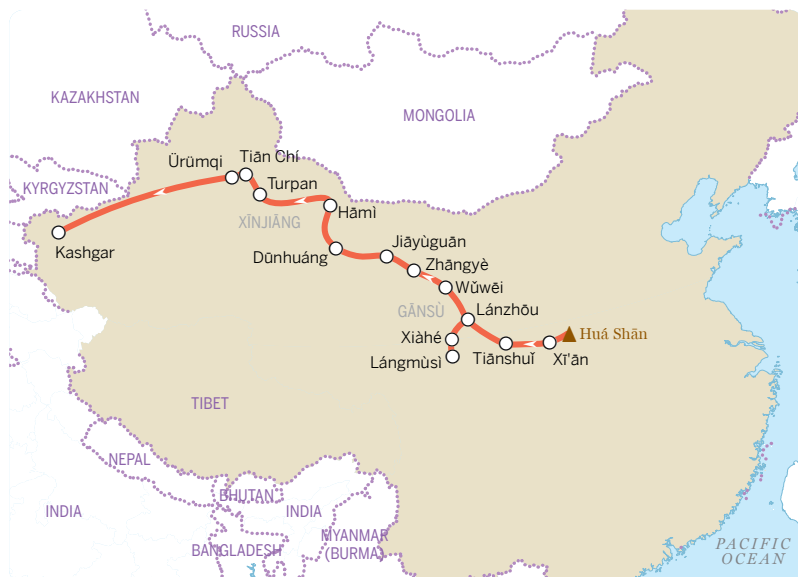 RUSSIA
KAZAKHSTAN
MONGOLIA
Ürümqi
Tiān Chí
KYRGYZSTAN
Turpan
Hāmì
XĪNJIĀNG
Kashgar
Dūnhuáng
Jiāyùguān
Zhāngyè
Wǔwēi
GĀNSÙ
Lánzhōu
Xiàhé
Huá Shān
Lángmùsì
Tiānshuǐ
Xī'ān
TIBET
NEPAL
BHUTAN
INDIA
INDIA
MYANMAR
(BURMA)
BANGLADESH
PACIFIC
OCEAN